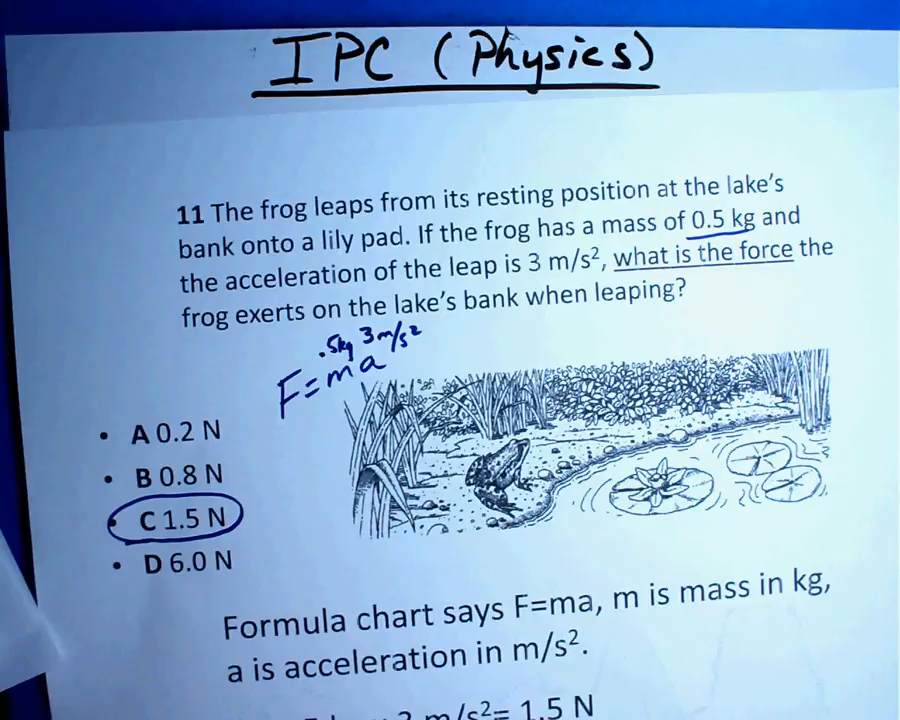 IPC (Physics)
11 The frog leaps from its resting position at the lake's
bank onto a lily pad. If the frog has a mass of 0.5 kg and
the acceleration of the leap is 3 m/s², what is the force the
frog exerts on the lake's bank when leaping?
.5kg 3m/s²
F=ma
• A 0.2 N
• B 0.8 N
• C 1.5 N
• D 6.0 N
Formula chart says F=ma, m is mass in kg,
a is acceleration in m/s².
m/s²= 1.5 N